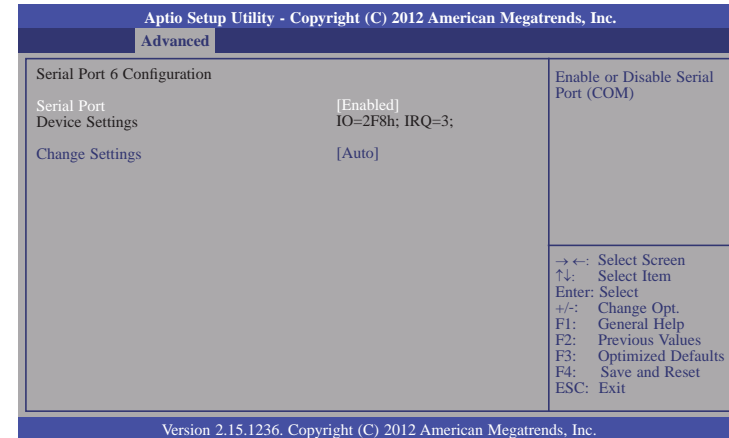 Aptio Setup Utility - Copyright (C) 2012 American Megatrends, Inc.
Advanced
Serial Port 6 Configuration
Serial Port [Enabled]
Device Settings IO=2F8h; IRQ=3;
Change Settings [Auto]
Enable or Disable Serial
Port (COM)
→ ←: Select Screen
↑↓: Select Item
Enter: Select
+/-: Change Opt.
F1: General Help
F2: Previous Values
F3: Optimized Defaults
F4: Save and Reset
ESC: Exit
Version 2.15.1236. Copyright (C) 2012 American Megatrends, Inc.